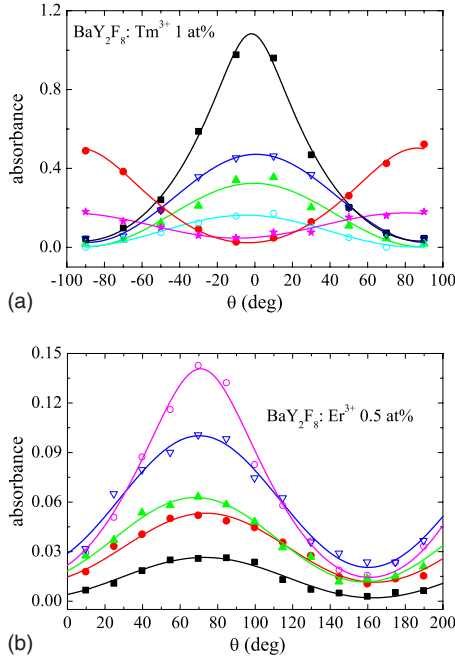 BaY₂F₈: Tm³⁺ 1 at%
1.2
0.8
0.4
0.0
absorbance
-100 -80 -60 -40 -20 0 20 40 60 80 100
(a)
θ (deg)
0.15
0.12
0.09
0.06
0.03
0.00
absorbance
BaY₂F₈: Er³⁺ 0.5 at%
0 20 40 60 80 100 120 140 160 180 200
(b)
θ (deg)